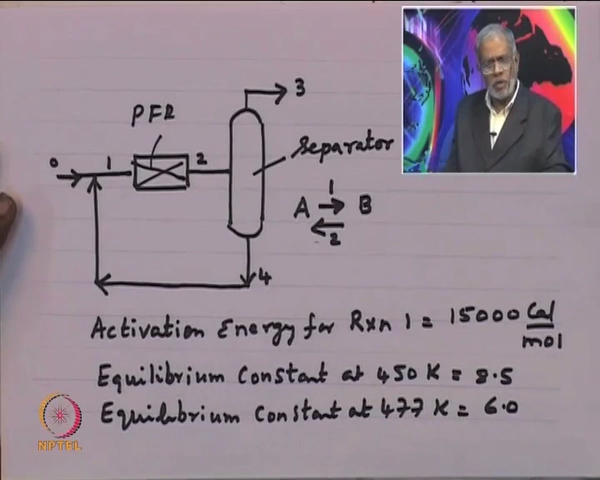 3
PFR
0
1
2
Separator
1
A B
2
4
Activation Energy for Rxn 1 = 15000 Cal/mol
Equilibrium Constant at 450 K = 8.5
Equilibrium Constant at 477 K = 6.0
NPTEL